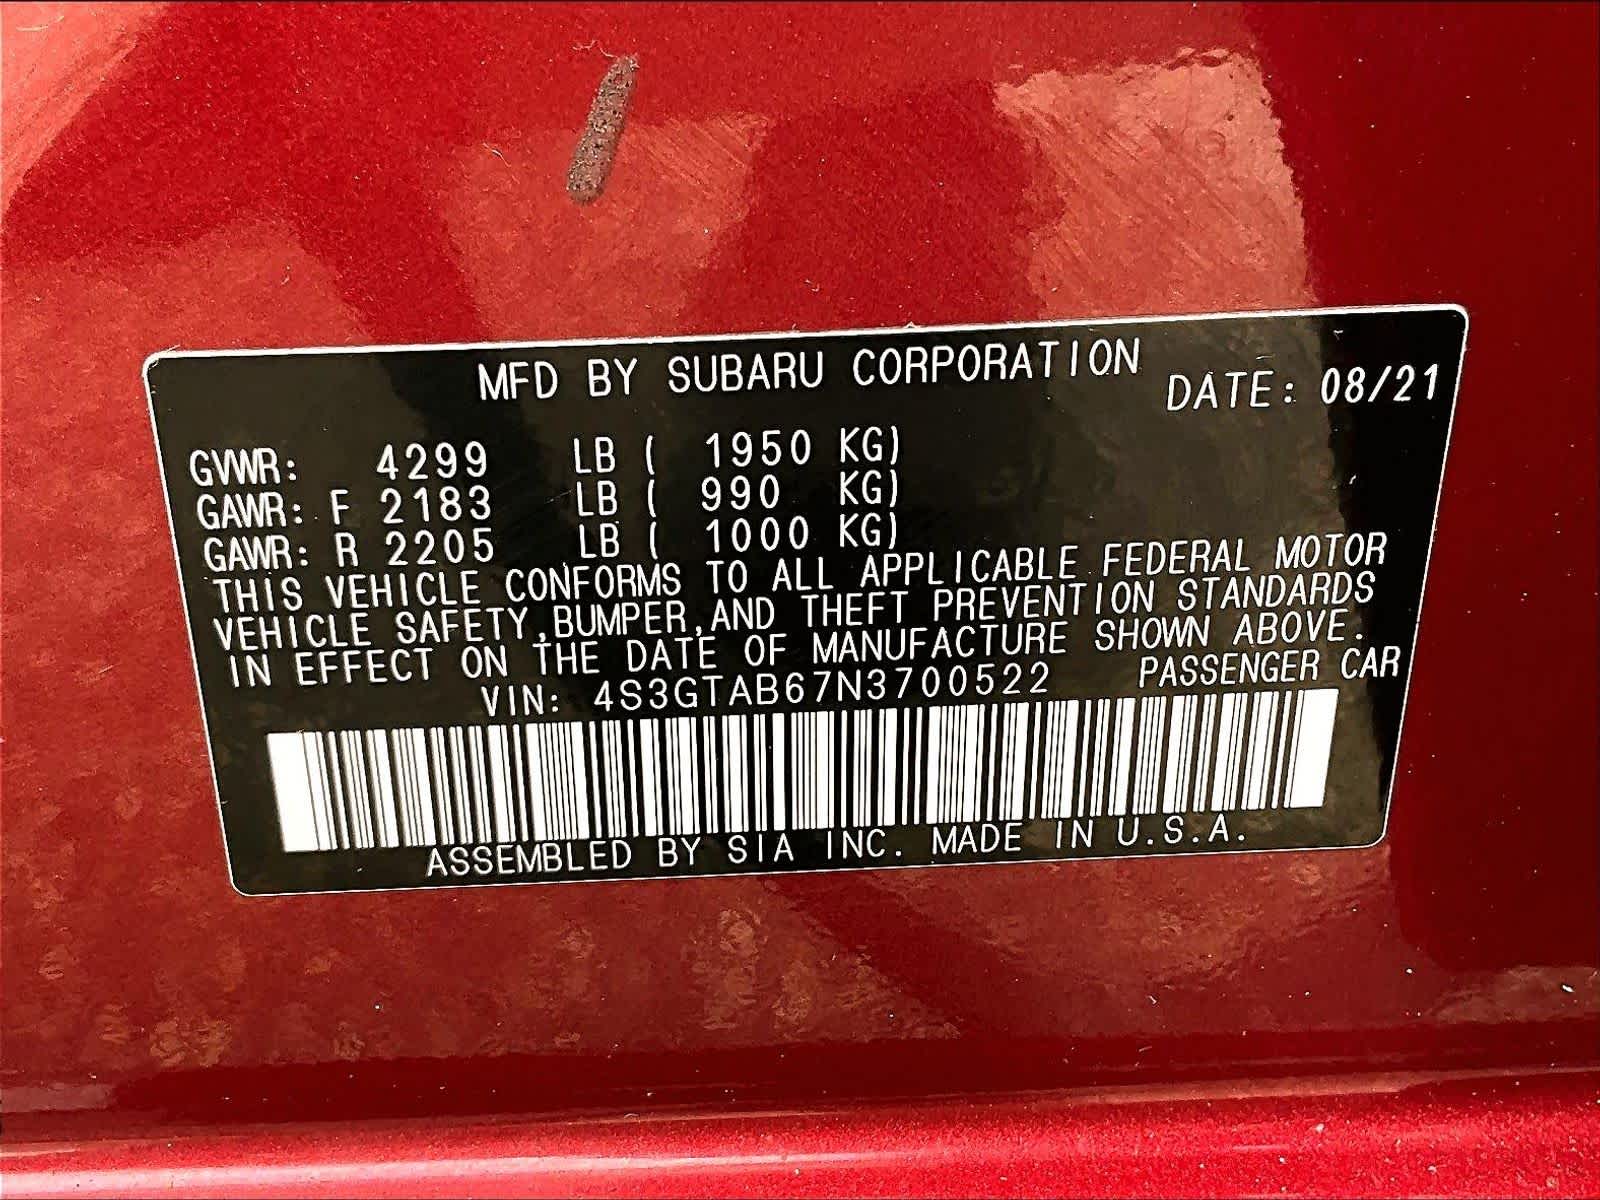 MFD BY SUBARU CORPORATION DATE: 08/21
GVWR: 4299 LB ( 1950 KG)
GAWR: F 2183 LB ( 990 KG)
GAWR: R 2205 LB ( 1000 KG)
THIS VEHICLE CONFORMS TO ALL APPLICABLE FEDERAL MOTOR
VEHICLE SAFETY,BUMPER,AND THEFT PREVENTION STANDARDS
IN EFFECT ON THE DATE OF MANUFACTURE SHOWN ABOVE.
VIN: 4S3GTAB67N3700522 PASSENGER CAR
ASSEMBLED BY SIA INC. MADE IN U.S.A.